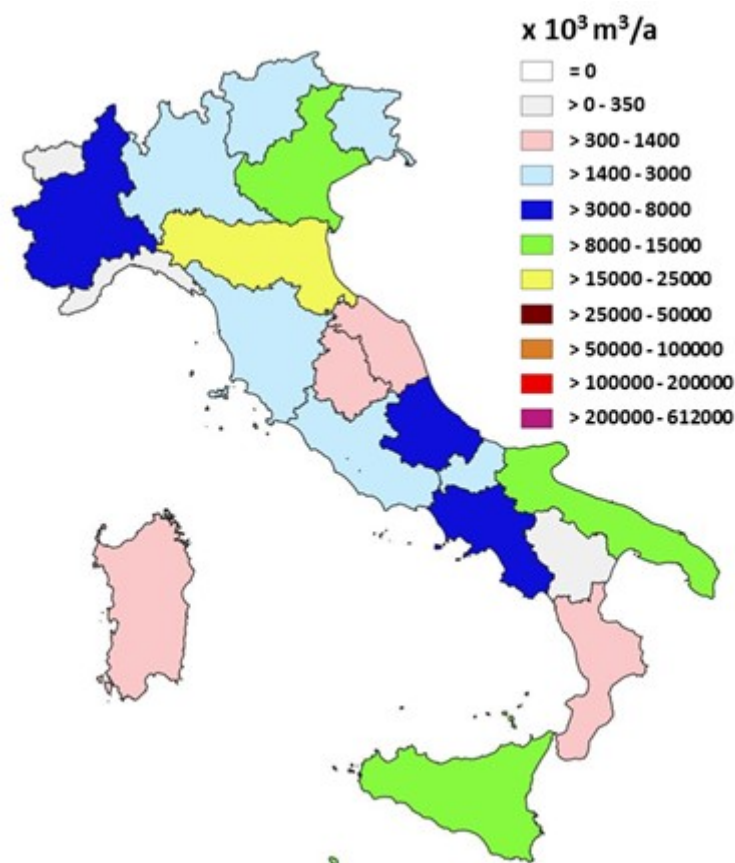 x 10³ m³/a
= 0
> 0 - 350
> 300 - 1400
> 1400 - 3000
> 3000 - 8000
> 8000 - 15000
> 15000 - 25000
> 25000 - 50000
> 50000 - 100000
> 100000 - 200000
> 200000 - 612000